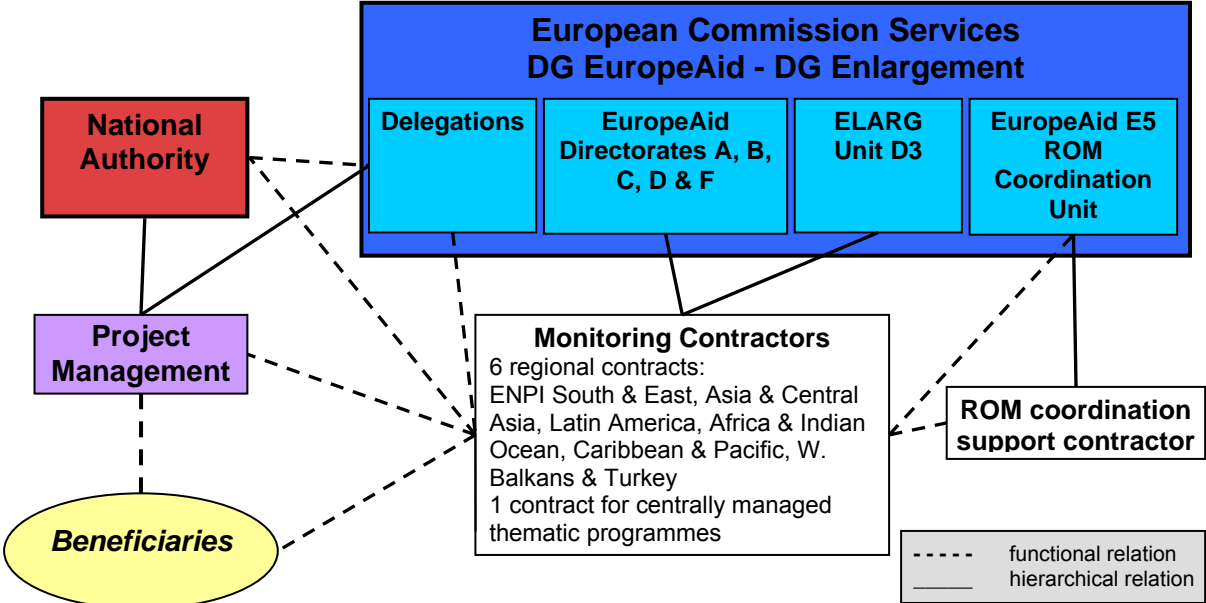 European Commission Services
DG EuropeAid - DG Enlargement
National
Authority
Delegations
EuropeAid
Directorates A, B,
C, D & F
ELARG
Unit D3
EuropeAid E5
ROM
Coordination
Unit
Project
Management
Monitoring Contractors
6 regional contracts:
ENPI South & East, Asia & Central
Asia, Latin America, Africa & Indian
Ocean, Caribbean & Pacific, W.
Balkans & Turkey
1 contract for centrally managed
thematic programmes
ROM coordination
support contractor
Beneficiaries
functional relation
hierarchical relation